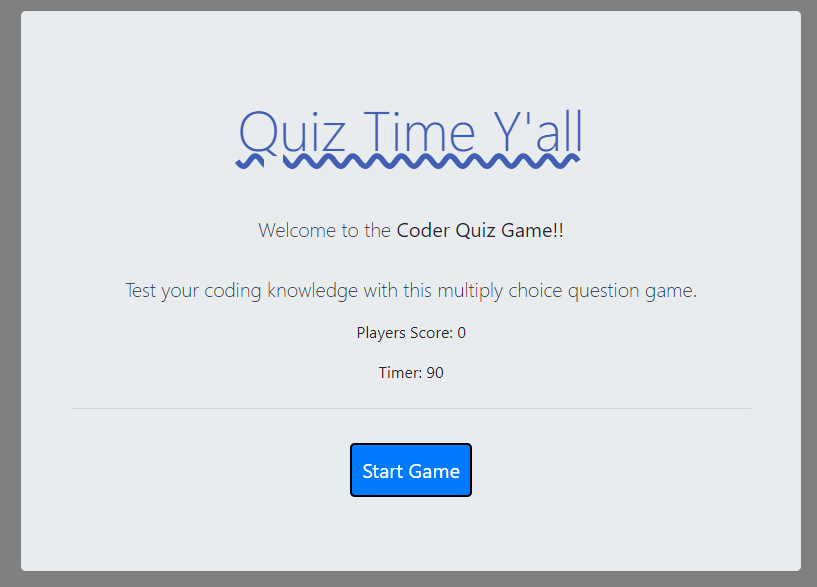 Quiz Time Y'all
Welcome to the Coder Quiz Game!!
Test your coding knowledge with this multiply choice question game.
Players Score: 0
Timer: 90
Start Game